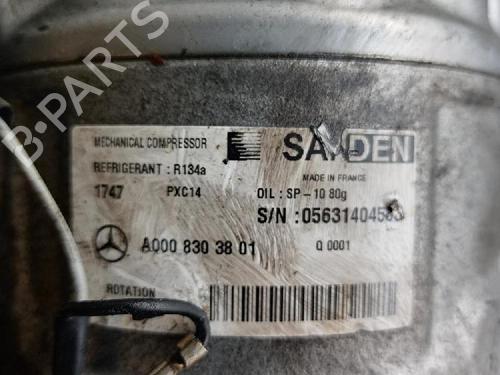 MECHANICAL COMPRESSOR
SANDEN
REFRIGERANT : R134a
MADE IN FRANCE
1747 PXC14
OIL : SP-10 80g
S/N : 0563140458
A000 830 38 01
Q 0001
ROTATION
B-PARTS